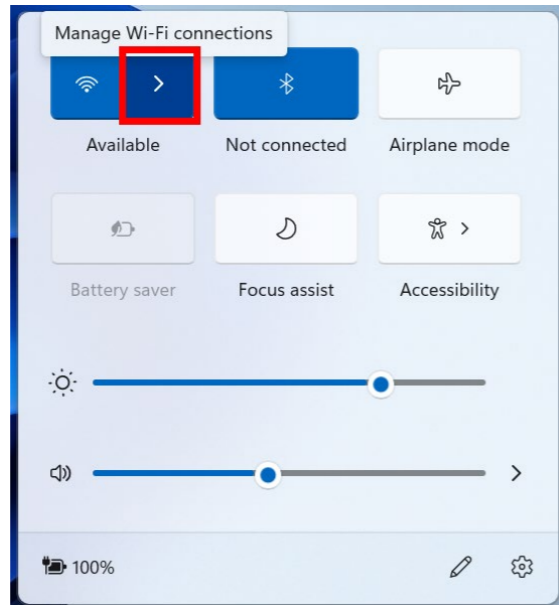 Manage Wi-Fi connections
Available
Not connected
Airplane mode
Battery saver
Focus assist
Accessibility
100%